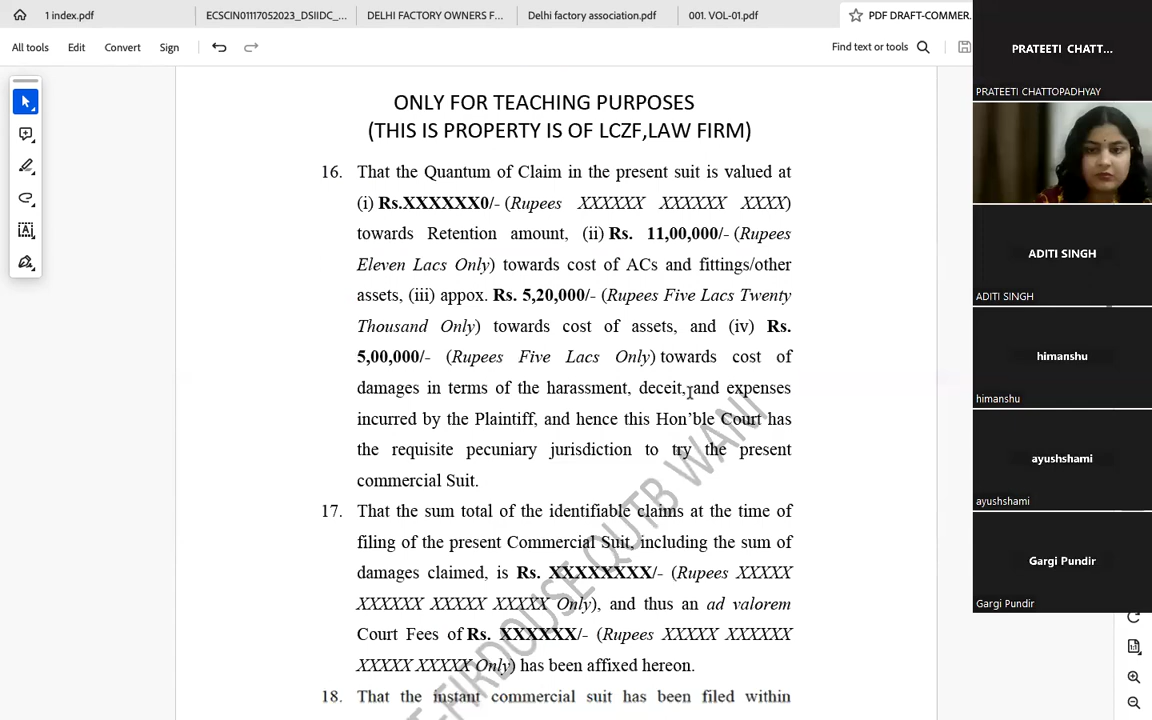 1 index.pdf
ECSCIN01117052023_DSIIDC_...
DELHI FACTORY OWNERS F...
Delhi factory association.pdf
001. VOL-01.pdf
PDF DRAFT-COMMER...
All tools
Edit
Convert
Sign
Find text or tools
ONLY FOR TEACHING PURPOSES
(THIS IS PROPERTY IS OF LCZF,LAW FIRM)
16. That the Quantum of Claim in the present suit is valued at
(i) Rs.XXXXXX0/- (Rupees XXXXXX XXXXXX XXXX)
towards Retention amount, (ii) Rs. 11,00,000/- (Rupees
Eleven Lacs Only) towards cost of ACs and fittings/other
assets, (iii) appox. Rs. 5,20,000/- (Rupees Five Lacs Twenty
Thousand Only) towards cost of assets, and (iv) Rs.
5,00,000/- (Rupees Five Lacs Only) towards cost of
damages in terms of the harassment, deceit, and expenses
incurred by the Plaintiff, and hence this Hon'ble Court has
the requisite pecuniary jurisdiction to try the present
commercial Suit.
17. That the sum total of the identifiable claims at the time of
filing of the present Commercial Suit, including the sum of
damages claimed, is Rs. XXXXXXXX/- (Rupees XXXXX
XXXXXX XXXXX XXXXX Only), and thus an ad valorem
Court Fees of Rs. XXXXXX/- (Rupees XXXXX XXXXXX
XXXXX XXXXX Only) has been affixed hereon.
18. That the instant commercial suit has been filed within
-FIRDOUSE QUTB WANI
PRATEETI CHATT...
PRATEETI CHATTOPADHYAY
ADITI SINGH
ADITI SINGH
himanshu
himanshu
ayushshami
ayushshami
Gargi Pundir
Gargi Pundir